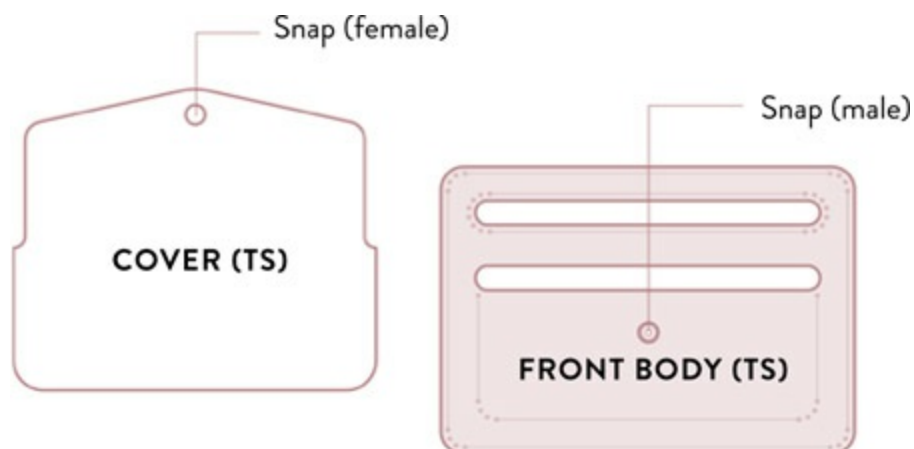 Snap (female)
Snap (male)
COVER (TS)
FRONT BODY (TS)